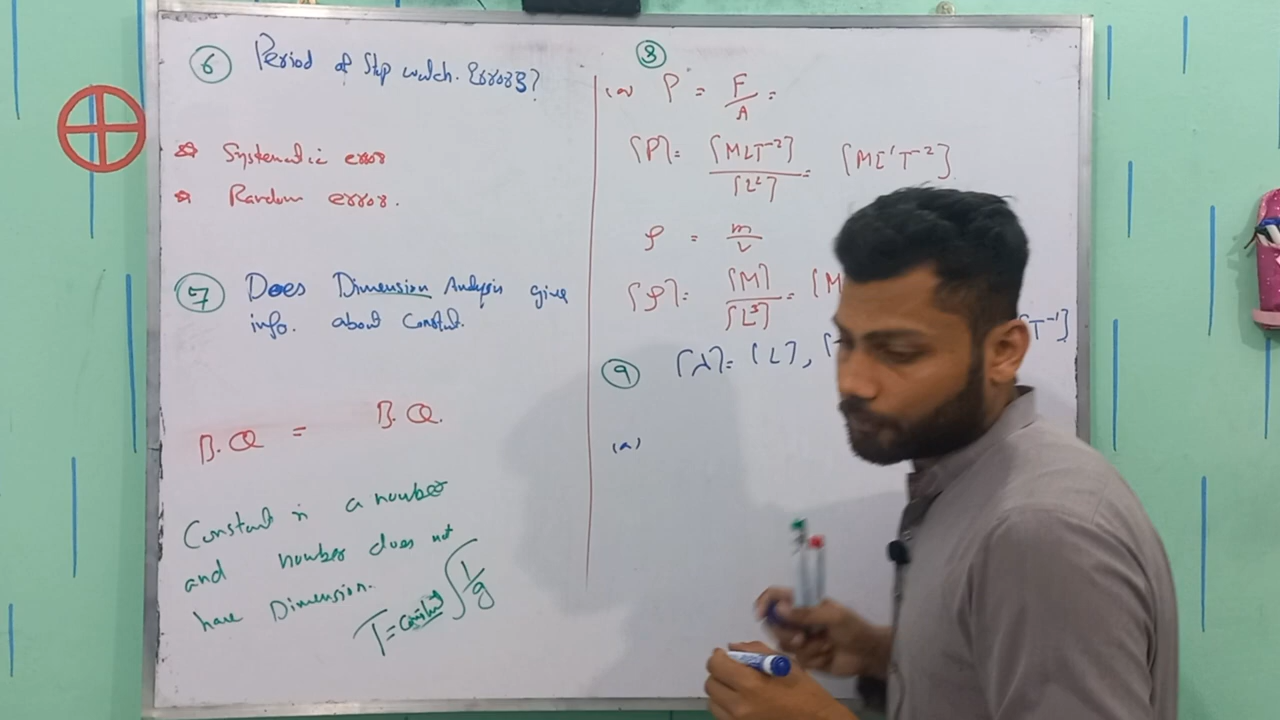 6 Period of Stop watch. Errors?
☆ Systematic error
☆ Random error.
7 Does Dimension Analysis give
info. about Constant.
B.Q = B.Q.
Constant is a number
and number does not
have Dimension.
T = constant √l/g
8
(a) P = F/A =
[P] = [MLT⁻²]/[L²] = [ML⁻¹T⁻²]
ρ = m/v
[ρ] = [M]/[L³] = [M
9 [λ] = [L], [ T⁻¹]
(a)